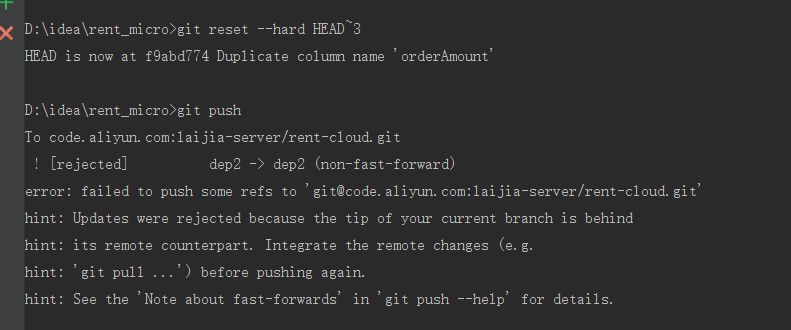 D:\idea\rent_micro>git reset --hard HEAD~3
HEAD is now at f9abd774 Duplicate column name 'orderAmount'
D:\idea\rent_micro>git push
To code.aliyun.com:laijia-server/rent-cloud.git
! [rejected] dep2 -> dep2 (non-fast-forward)
error: failed to push some refs to 'git@code.aliyun.com:laijia-server/rent-cloud.git'
hint: Updates were rejected because the tip of your current branch is behind
hint: its remote counterpart. Integrate the remote changes (e.g.
hint: 'git pull ...') before pushing again.
hint: See the 'Note about fast-forwards' in 'git push --help' for details.